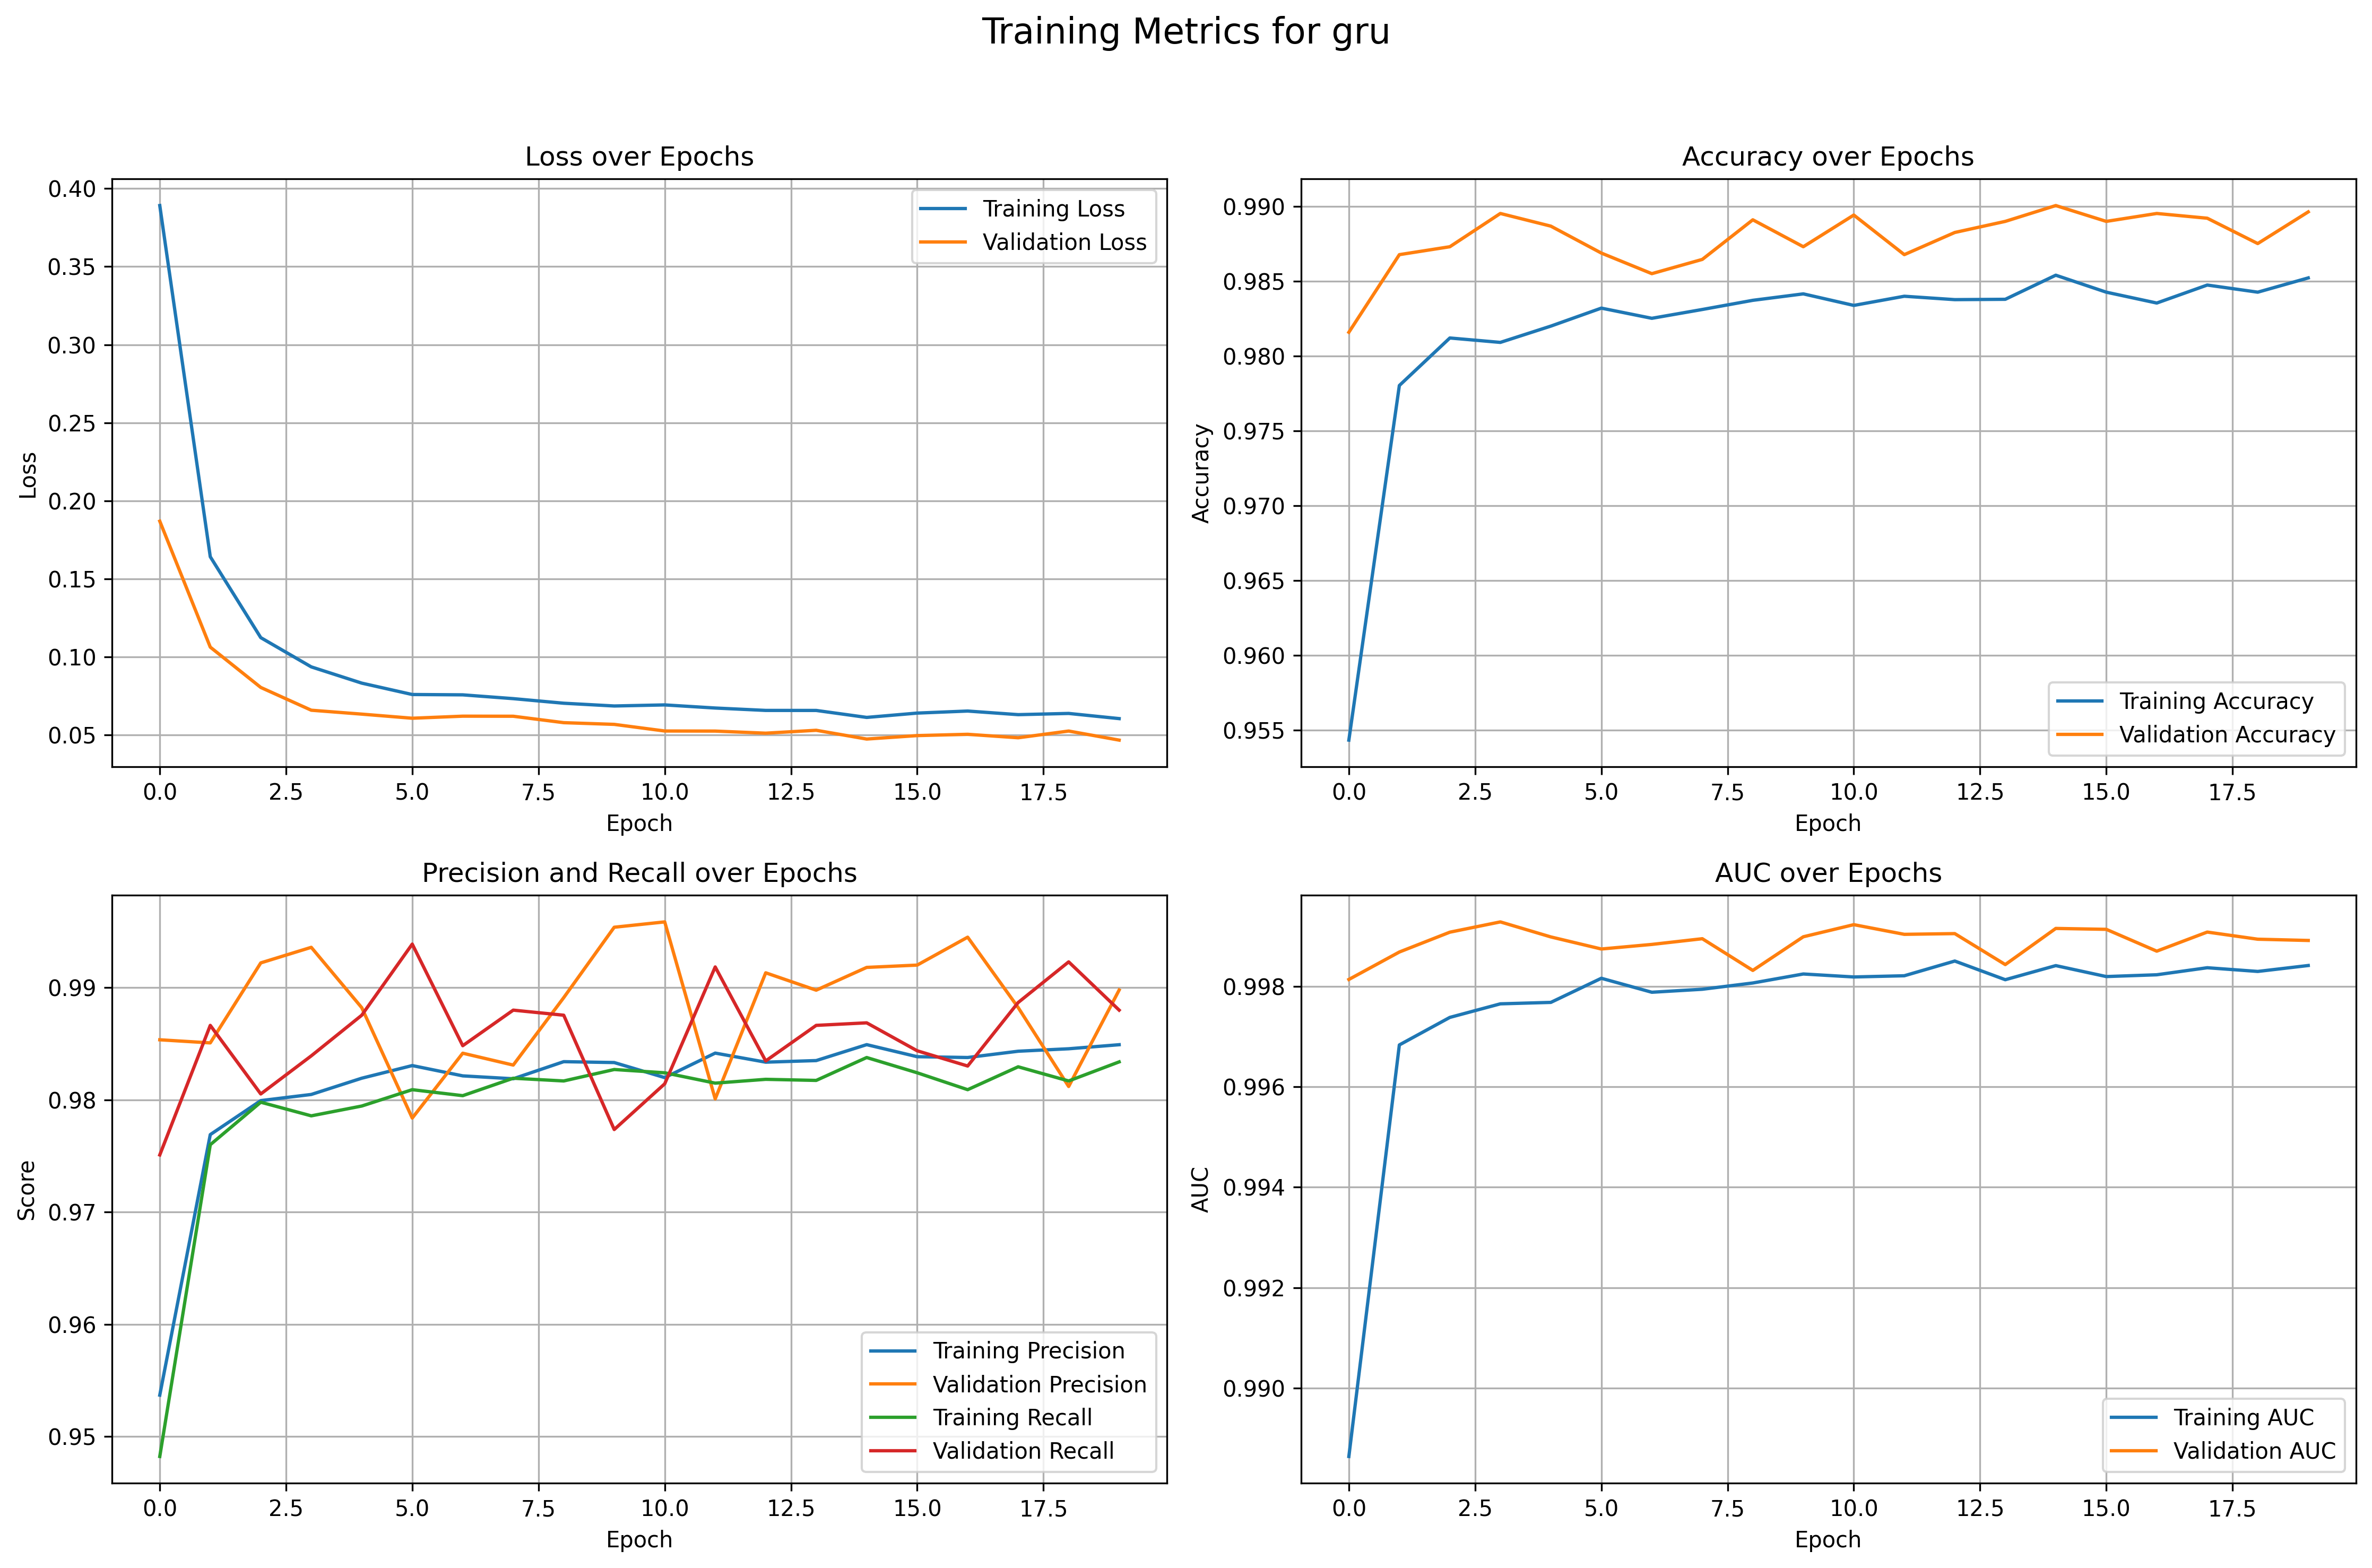 Training Metrics for gru
Loss over Epochs
0.40
0.35
0.30
0.25
0.20
0.15
0.10
0.05
Loss
Training Loss
Validation Loss
0.0 2.5 5.0 7.5 10.0 12.5 15.0 17.5
Epoch
Accuracy over Epochs
0.990
0.985
0.980
0.975
0.970
0.965
0.960
0.955
Accuracy
Training Accuracy
Validation Accuracy
0.0 2.5 5.0 7.5 10.0 12.5 15.0 17.5
Epoch
Precision and Recall over Epochs
0.99
0.98
0.97
0.96
0.95
Score
Training Precision
Validation Precision
Training Recall
Validation Recall
0.0 2.5 5.0 7.5 10.0 12.5 15.0 17.5
Epoch
AUC over Epochs
0.998
0.996
0.994
0.992
0.990
AUC
Training AUC
Validation AUC
0.0 2.5 5.0 7.5 10.0 12.5 15.0 17.5
Epoch